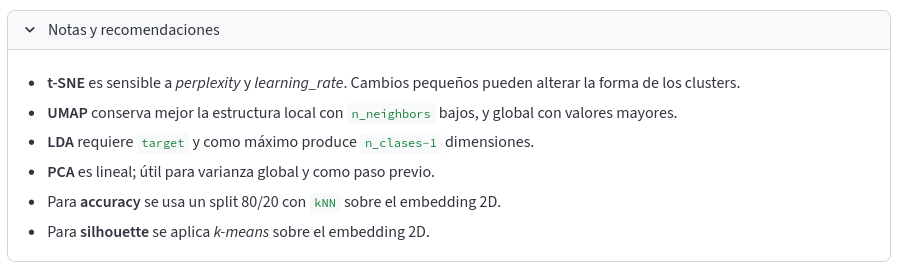 Notas y recomendaciones
• t-SNE es sensible a perplexity y learning_rate. Cambios pequeños pueden alterar la forma de los clusters.
• UMAP conserva mejor la estructura local con n_neighbors bajos, y global con valores mayores.
• LDA requiere target y como máximo produce n_clases-1 dimensiones.
• PCA es lineal; útil para varianza global y como paso previo.
• Para accuracy se usa un split 80/20 con kNN sobre el embedding 2D.
• Para silhouette se aplica k-means sobre el embedding 2D.